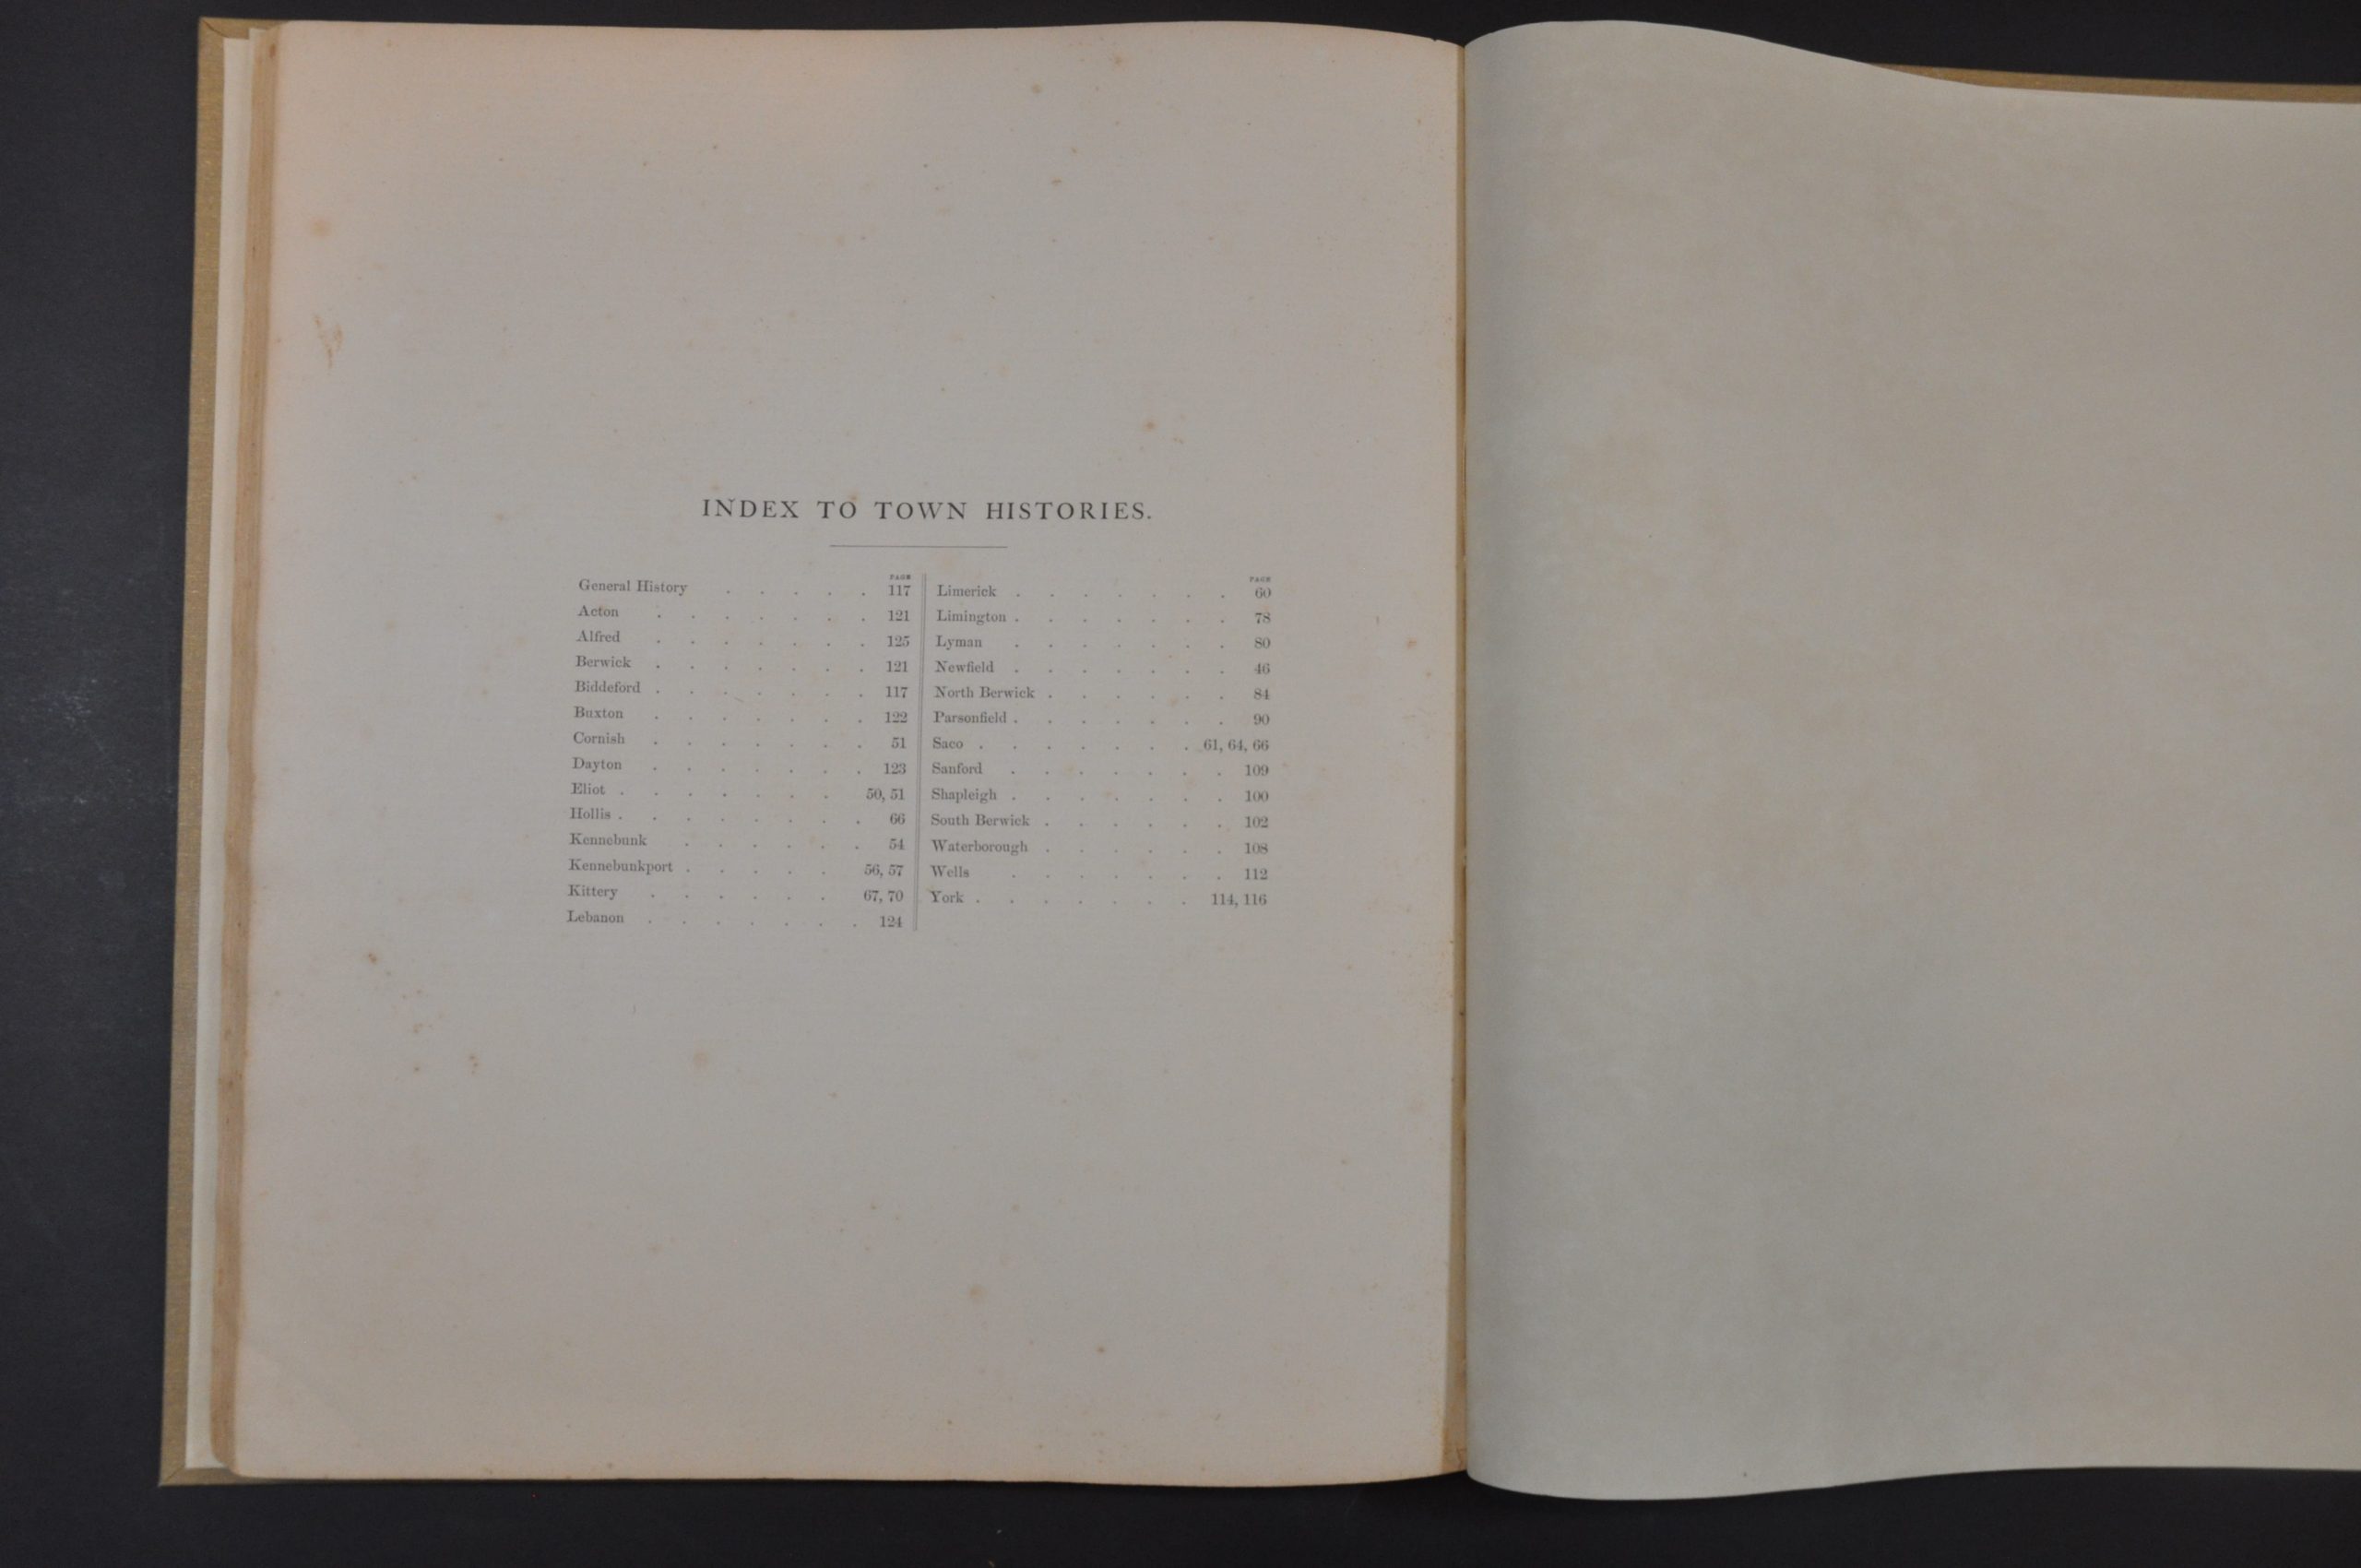 INDEX TO TOWN HISTORIES.
PAGE
General History . . . . . 117
Acton . . . . . . . 121
Alfred . . . . . . . 125
Berwick . . . . . . . 121
Biddeford . . . . . . . 117
Buxton . . . . . . . 122
Cornish . . . . . . . 51
Dayton . . . . . . . 123
Eliot . . . . . . . 50, 51
Hollis . . . . . . . . 66
Kennebunk . . . . . . 54
Kennebunkport . . . . . 56, 57
Kittery . . . . . . 67, 70
Lebanon . . . . . . . 124
PAGE
Limerick . . . . . . . 60
Limington . . . . . . . 78
Lyman . . . . . . . 80
Newfield . . . . . . . 46
North Berwick . . . . . . 84
Parsonfield . . . . . . . 90
Saco . . . . . . . 61, 64, 66
Sanford . . . . . . . 109
Shapleigh . . . . . . . 100
South Berwick . . . . . . 102
Waterborough . . . . . . 108
Wells . . . . . . . 112
York . . . . . . . 114, 116